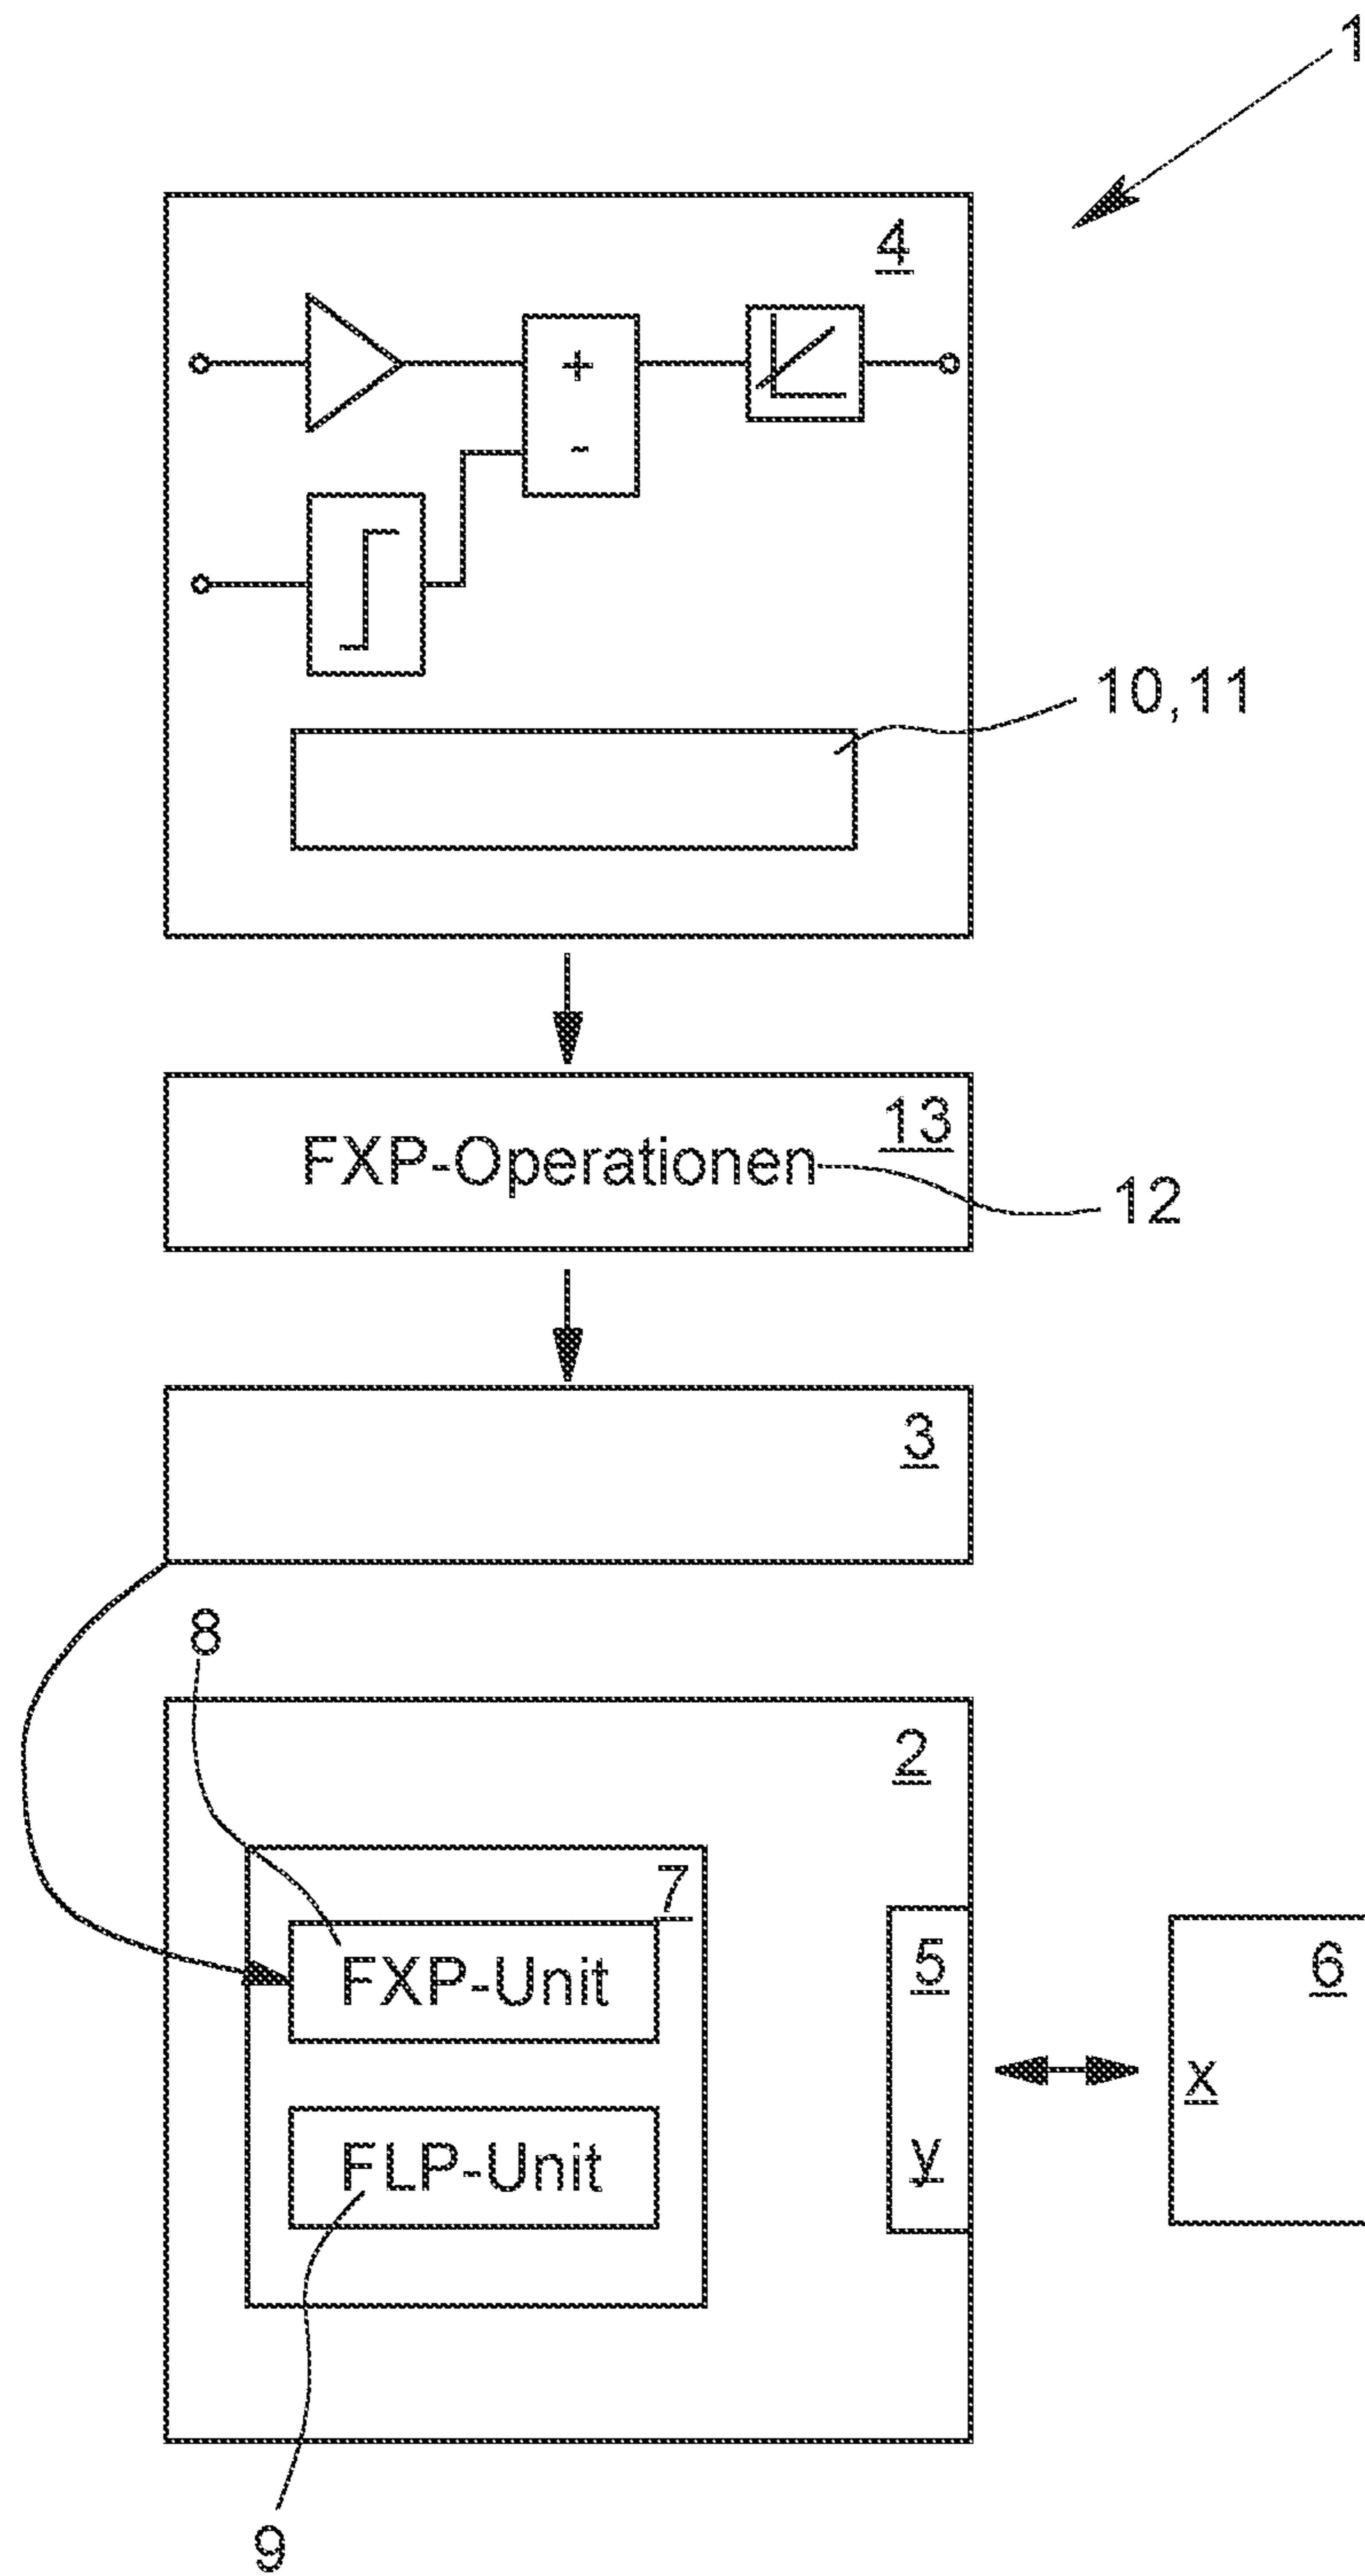 1
4
+
-
10,11
13
FXP-Operationen
12
3
8
2
7
FXP-Unit
5
6
x
FLP-Unit
y
9